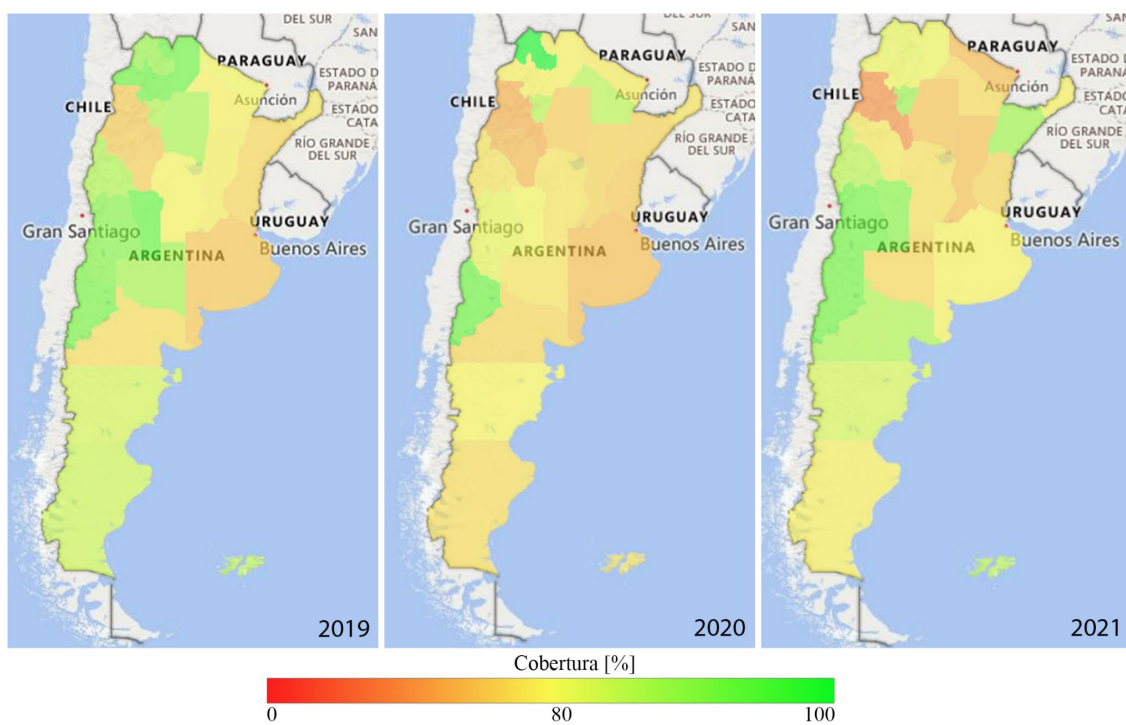 DEL SUR
SAN
PARAGUAY
ESTADO DE
PARANÁ
Asunción
CHILE
ESTADO
CATA
RÍO GRANDE
DEL SUR
URUGUAY
Gran Santiago
Buenos Aires
ARGENTINA
2019
DEL SUR
SAN
PARAGUAY
ESTADO D
PARANÁ
Asunción
CHILE
ESTADO
CATA
RÍO GRANDE
DEL SUR
URUGUAY
Gran Santiago
Buenos Aires
ARGENTINA
2020
DEL SUR
SAN
PARAGUAY
ESTADO D
PARANÁ
Asunción
CHILE
ESTADO
CATA
RÍO GRANDE
DEL SUR
URUGUAY
Gran Santiago
Buenos Aires
ARGENTINA
2021
Cobertura [%]
0 80 100